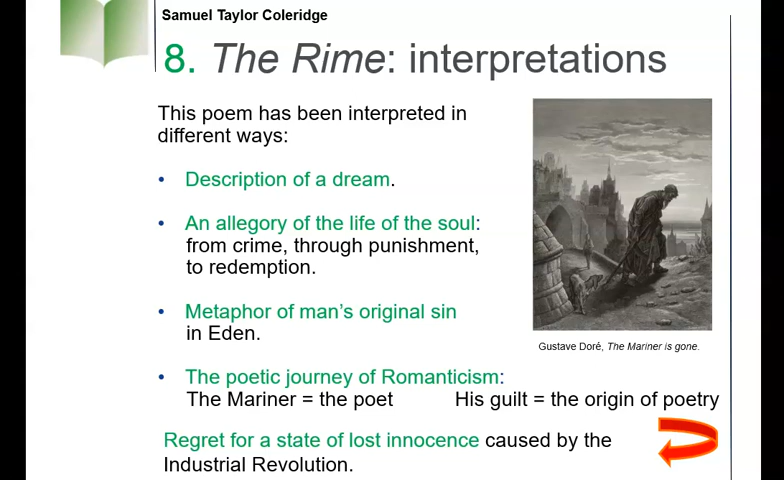 Samuel Taylor Coleridge
8. The Rime: interpretations
This poem has been interpreted in
different ways:
• Description of a dream.
• An allegory of the life of the soul:
from crime, through punishment,
to redemption.
• Metaphor of man's original sin
in Eden.
Gustave Doré, The Mariner is gone.
• The poetic journey of Romanticism:
The Mariner = the poet His guilt = the origin of poetry
Regret for a state of lost innocence caused by the
Industrial Revolution.